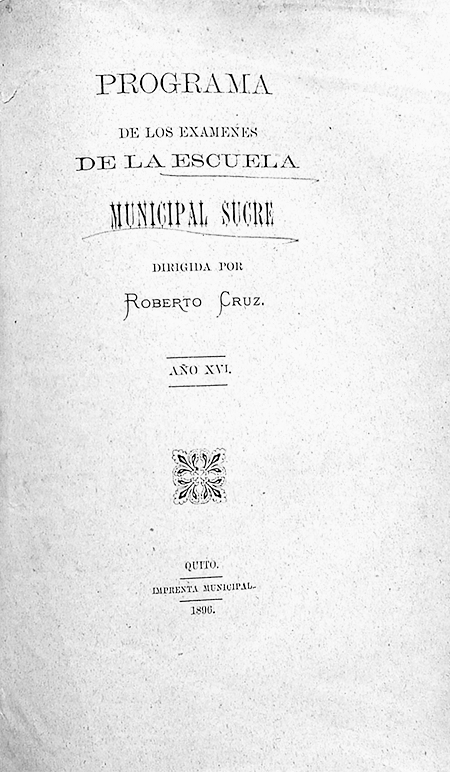 PROGRAMA
DE LOS EXAMENES
DE LA ESCUELA
MUNICIPAL SUCRE
DIRIGIDA POR
ROBERTO CRUZ.
AÑO XVI.
QUITO.
IMPRENTA MUNICIPAL.
1896.